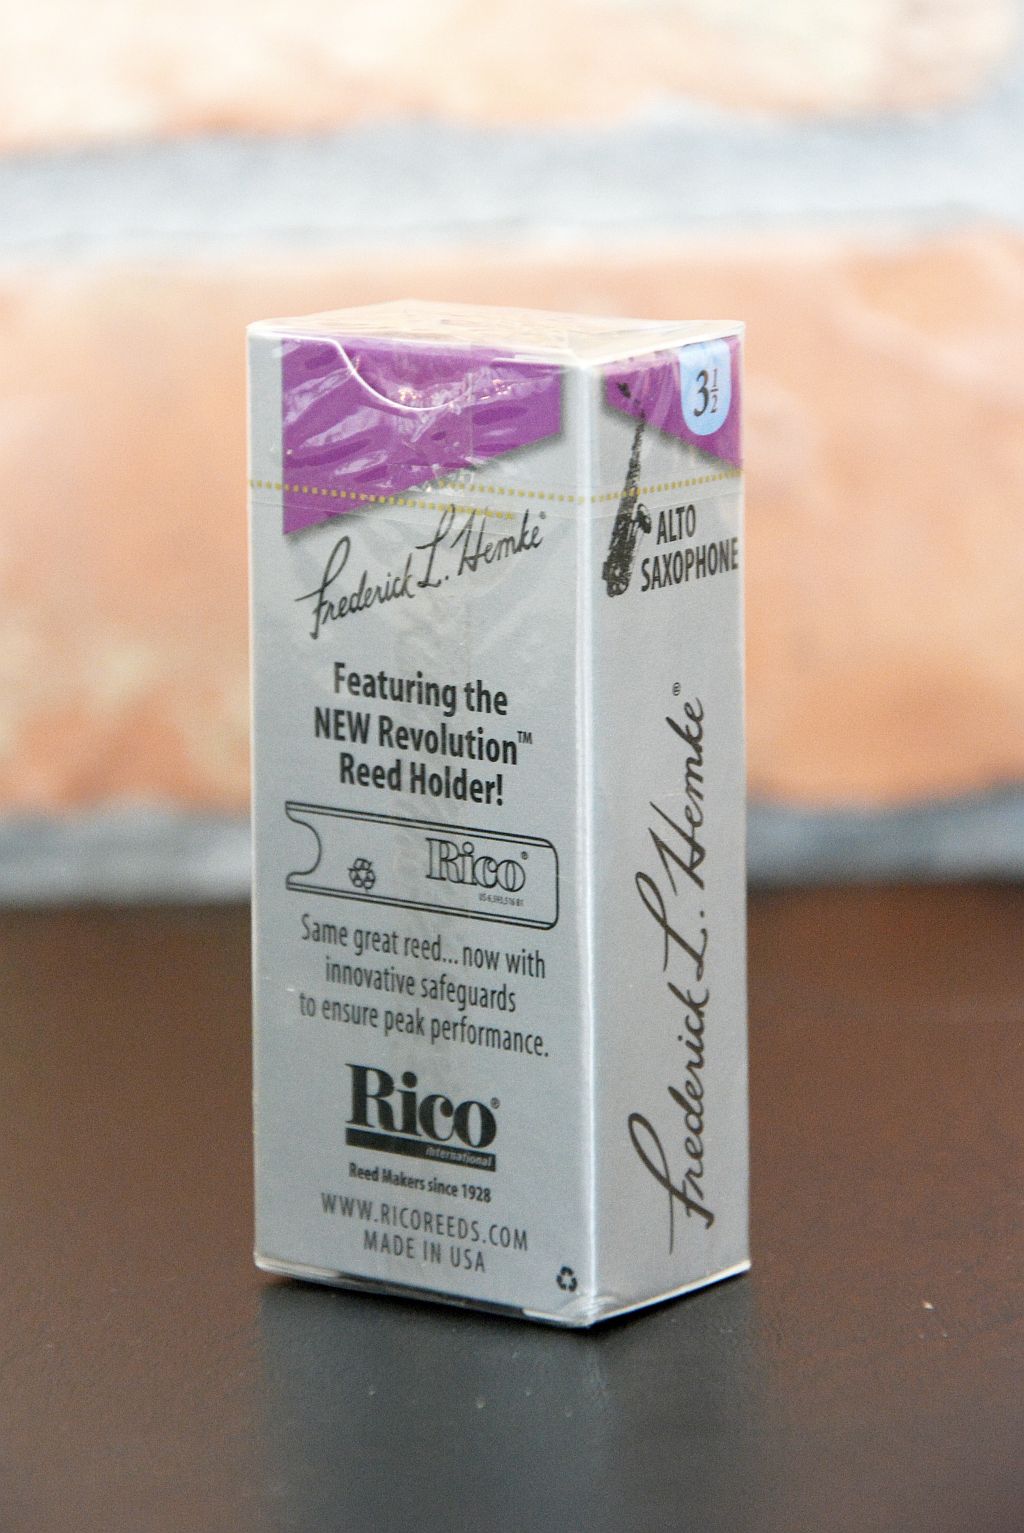 Frederick L. Hemke®
Featuring the
NEW Revolution™
Reed Holder!
Rico®
Same great reed... now with
innovative safeguards
to ensure peak performance.
Rico®
international
Reed Makers since 1928
WWW.RICOREEDS.COM
MADE IN USA
3½
ALTO
SAXOPHONE
Frederick L. Hemke®